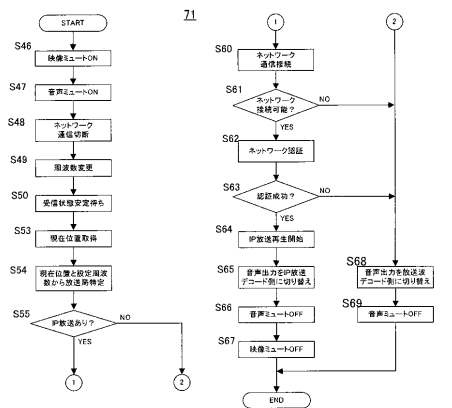 71
START
S46
映像ミュートON
S47
音声ミュートON
S48
ネットワーク
通信切断
S49
周波数変更
S50
受信状態安定待ち
S53
現在位置取得
S54
現在位置と設定周波
数から放送局特定
S55
IP放送あり？
NO
YES
1
2
1
2
S60
ネットワーク
通信接続
S61
ネットワーク
接続可能？
NO
YES
S62
ネットワーク認証
S63
認証成功？
NO
YES
S64
IP放送再生開始
S65
音声出力をIP放送
デコード側に切り替え
S66
音声ミュートOFF
S67
映像ミュートOFF
S68
音声出力を放送波
デコード側に切り替え
S69
音声ミュートOFF
END